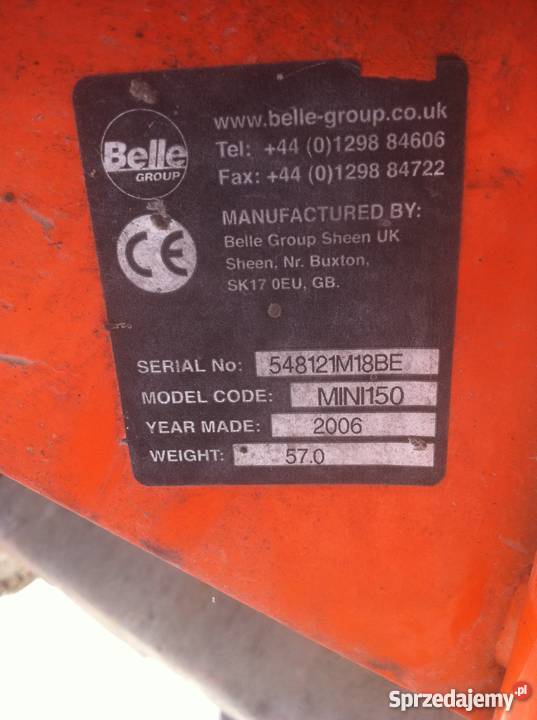 Belle
GROUP
www.belle-group.co.uk
Tel: +44 (0)1298 84606
Fax: +44 (0)1298 84722
CE
MANUFACTURED BY:
Belle Group Sheen UK
Sheen, Nr. Buxton,
SK17 0EU, GB.
SERIAL No: 548121M18BE
MODEL CODE: MINI150
YEAR MADE: 2006
WEIGHT: 57.0
Sprzedajemy.pl